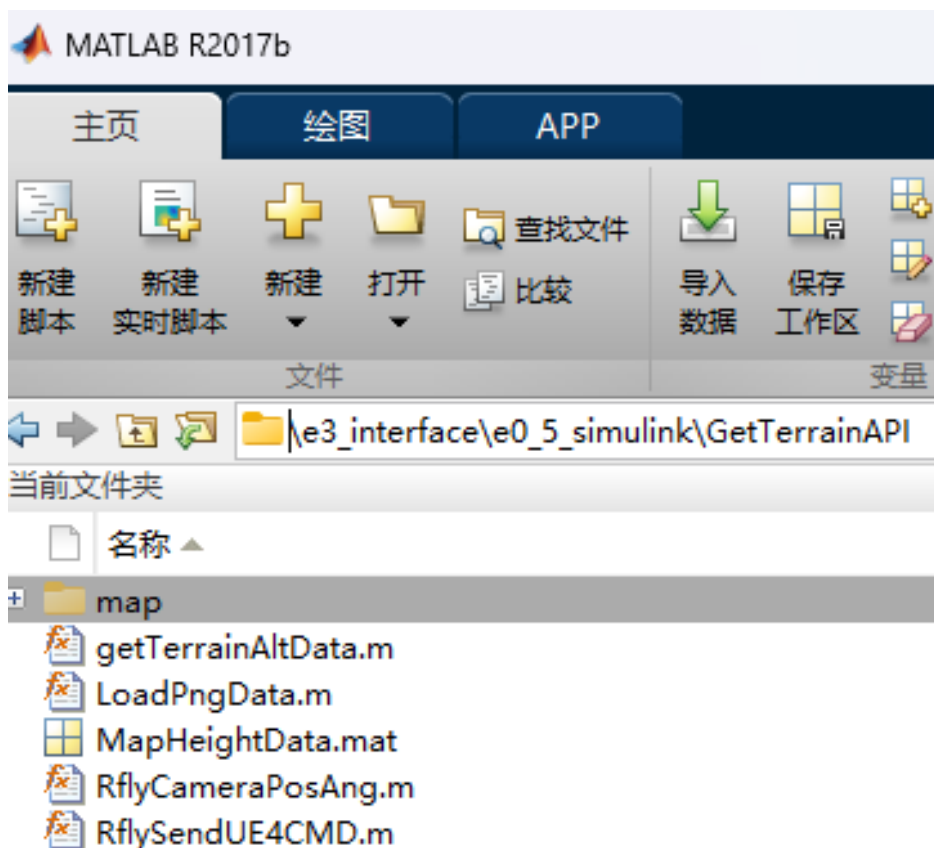 MATLAB R2017b
主页 绘图 APP
新建脚本 新建实时脚本 新建 打开 查找文件 比较 导入数据 保存工作区
文件 变量
\e3_interface\e0_5_simulink\GetTerrainAPI
当前文件夹
名称
map
getTerrainAltData.m
LoadPngData.m
MapHeightData.mat
RflyCameraPosAng.m
RflySendUE4CMD.m